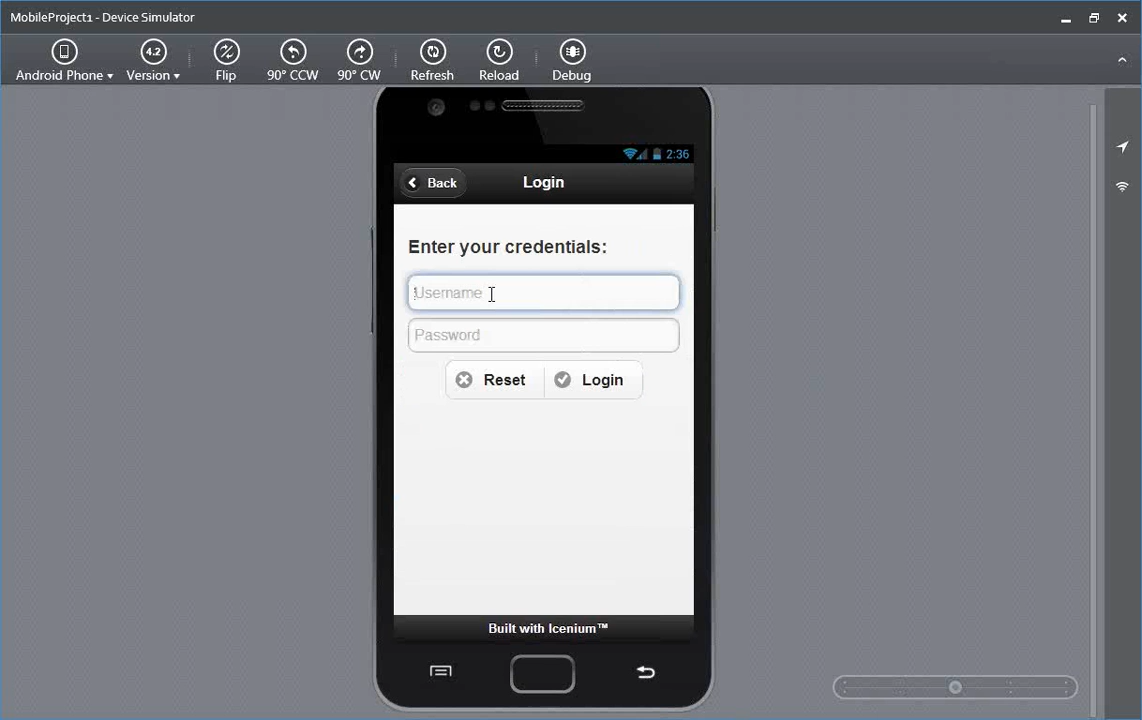 MobileProject1 - Device Simulator
4.2
Android Phone Version Flip 90° CCW 90° CW Refresh Reload Debug
2:36
Back Login
Enter your credentials:
Username
Password
Reset Login
Built with Icenium™